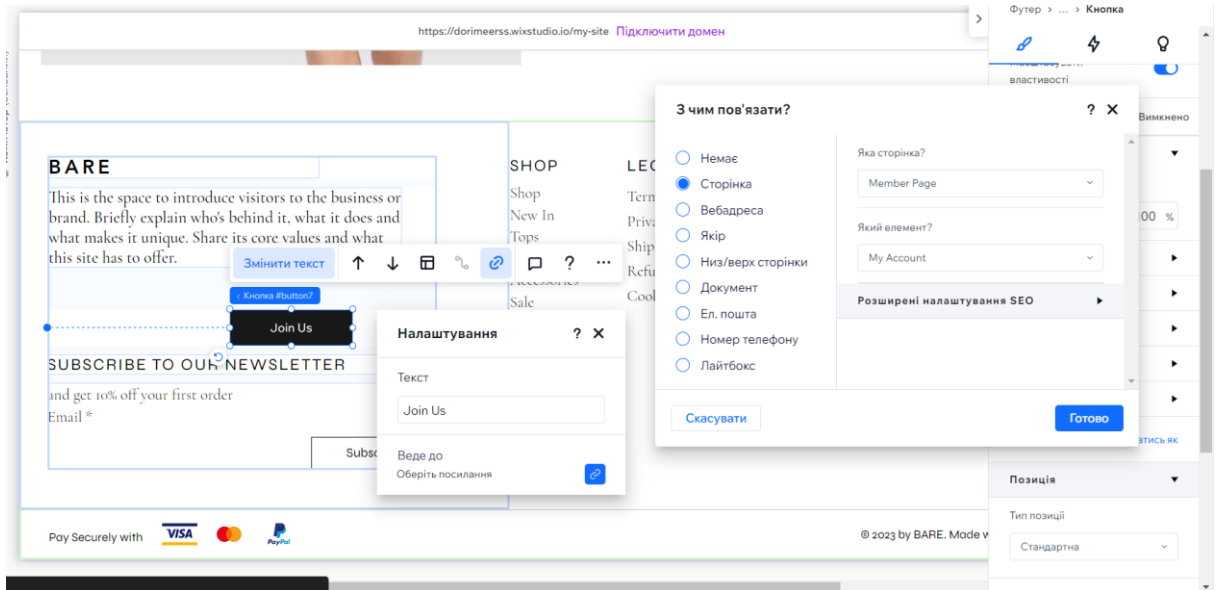 Футер > ... > Кнопка
https://dorimeerss.wixstudio.io/my-site Підключити домен
властивості
Вимкнено
З чим пов'язати? ?
Немає
Сторінка
Вебадреса
Якір
Низ/верх сторінки
Документ
Ел. пошта
Номер телефону
Лайтбокс
Яка сторінка?
Member Page
Який елемент?
My Account
Розширені налаштування SEO
Скасувати
Готово
BARE
This is the space to introduce visitors to the business or
brand. Briefly explain who's behind it, what it does and
what makes it unique. Share its core values and what
this site has to offer.
SHOP
Shop
New In
Tops
Accessories
Sale
Змінити текст ? ...
< Кнопка #button7
Join Us
SUBSCRIBE TO OUR NEWSLETTER
and get 10% off your first order
Email *
Налаштування ?
Текст
Join Us
Веде до
Оберіть посилання
%
Позиція
Тип позиції
Стандартна
Pay Securely with VISA PayPal
© 2023 by BARE. Made